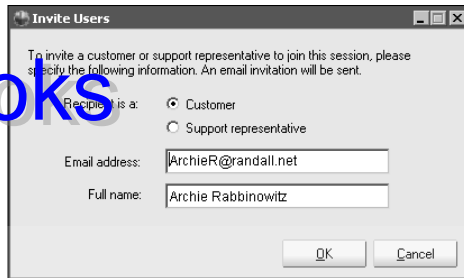 Invite Users
To invite a customer or support representative to join this session, please
specify the following information. An email invitation will be sent.
oks
Recipient is a:
Customer
Support representative
Email address:
ArchieR@randall.net
Full name:
Archie Rabbinowitz
OK
Cancel